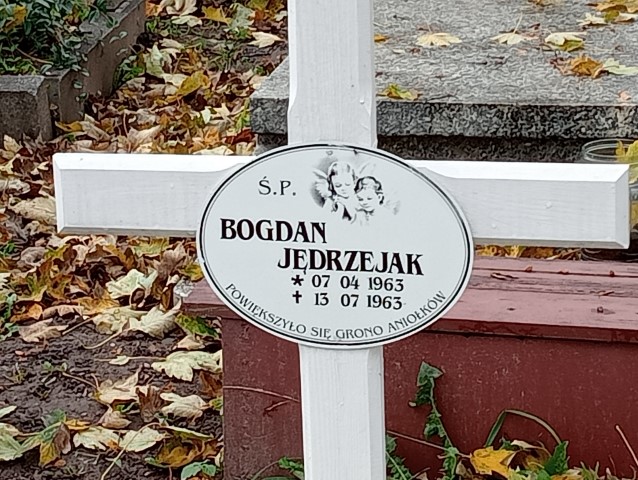 Ś.P.
BOGDAN
JĘDRZEJAK
* 07 04 1963
✝ 13 07 1963
POWIĘKSZYŁO SIĘ GRONO ANIOŁKÓW